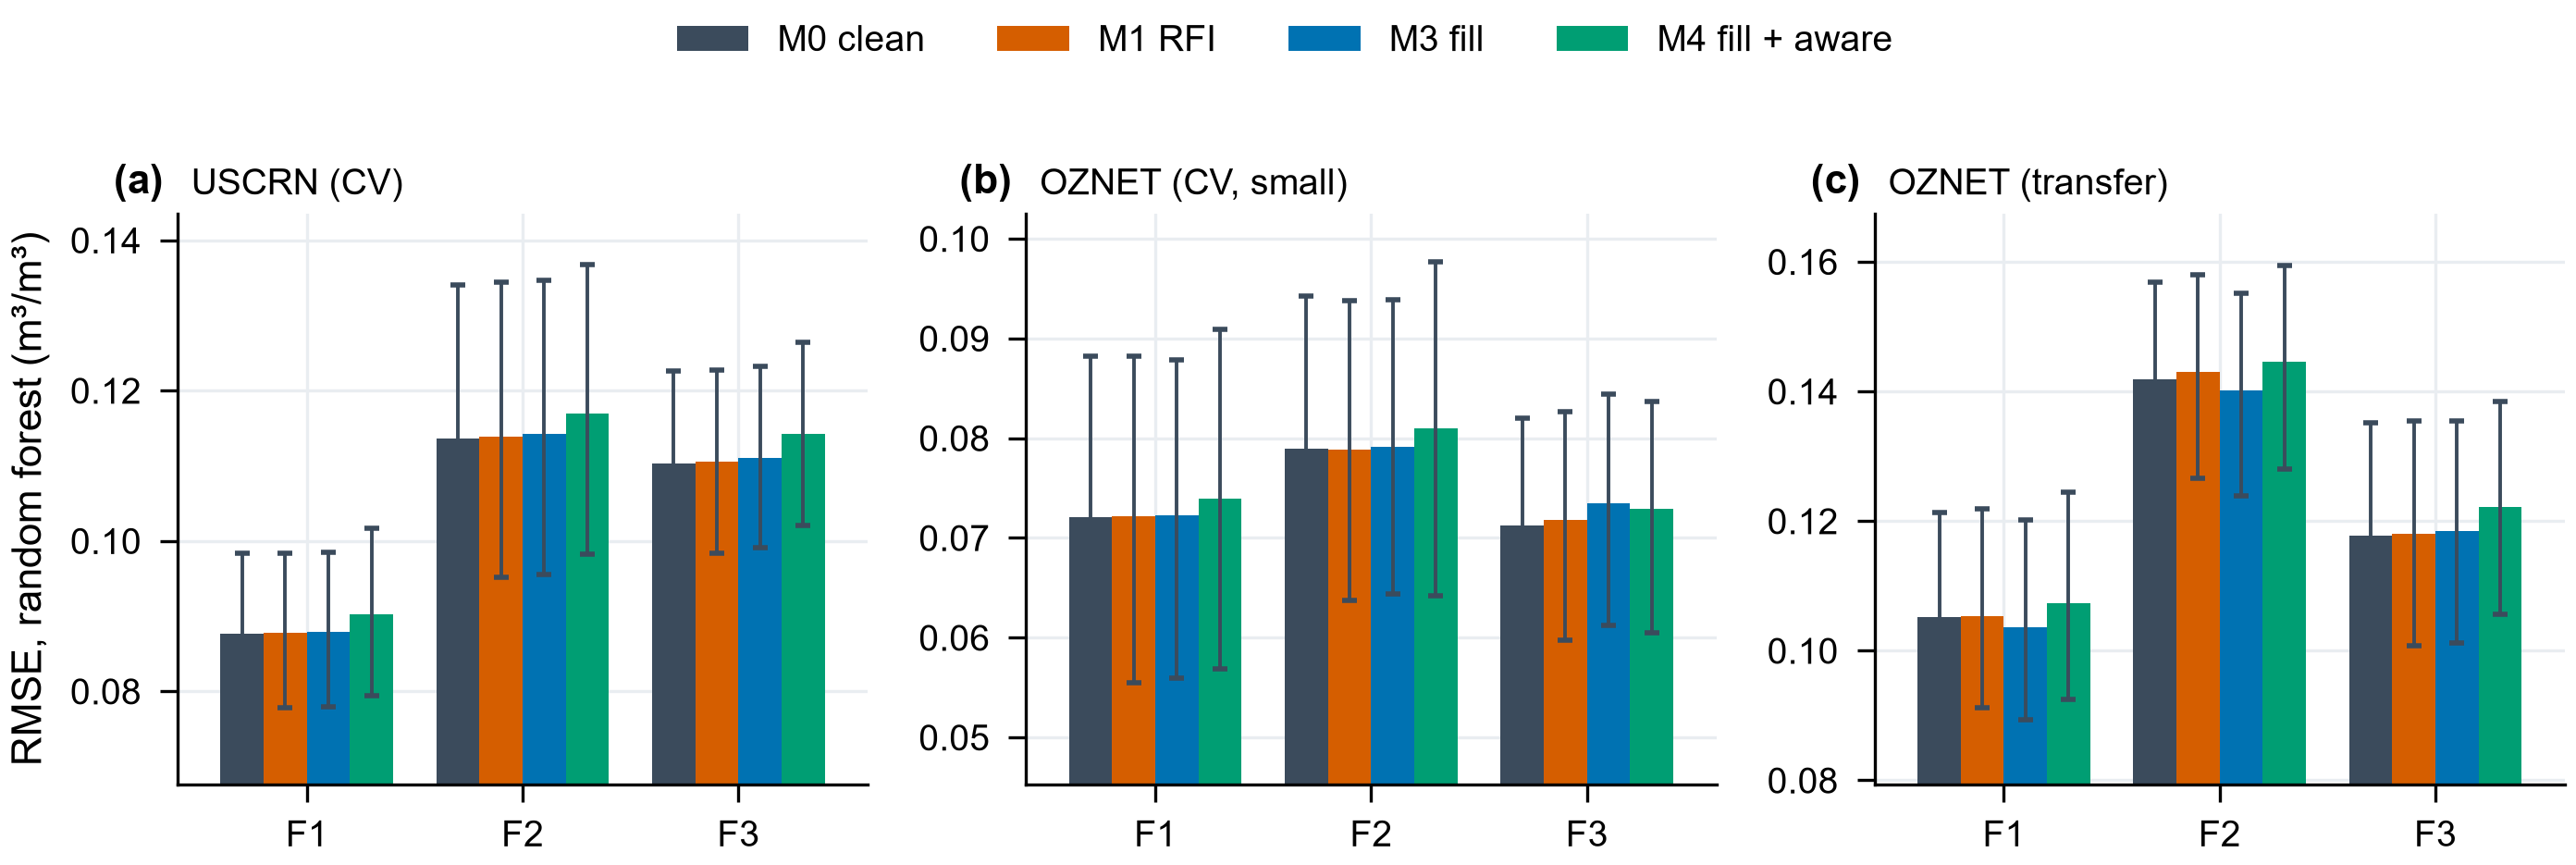 M0 clean M1 RFI M3 fill M4 fill + aware
(a) USCRN (CV)
RMSE, random forest (m³/m³)
0.14
0.12
0.10
0.08
F1 F2 F3
(b) OZNET (CV, small)
0.10
0.09
0.08
0.07
0.06
0.05
F1 F2 F3
(c) OZNET (transfer)
0.16
0.14
0.12
0.10
0.08
F1 F2 F3